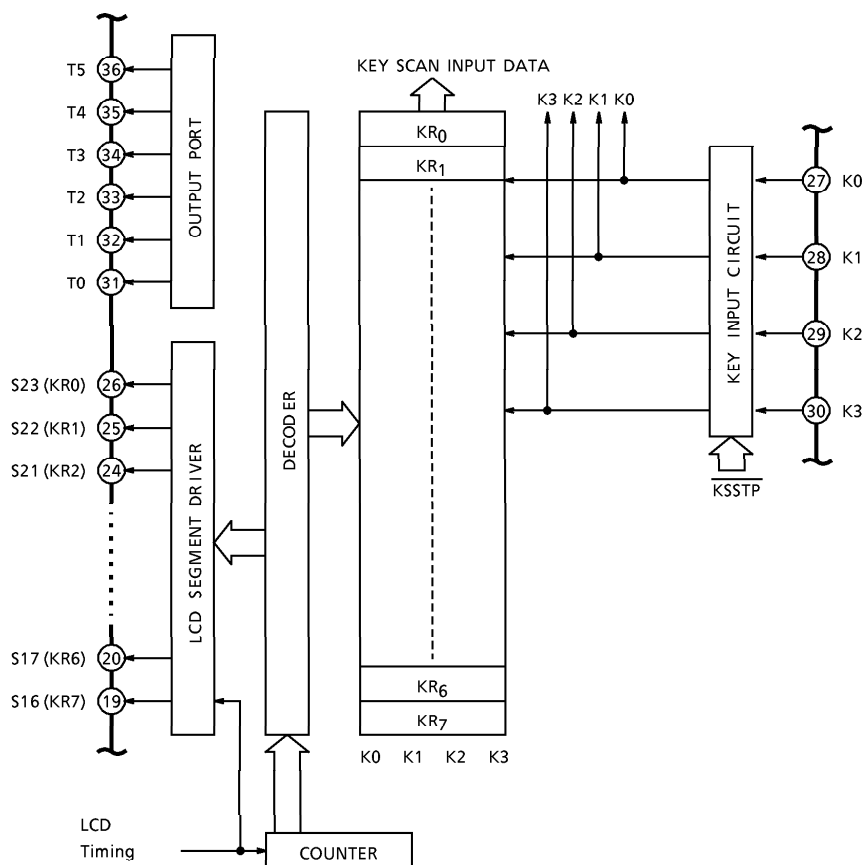 KEY SCAN INPUT DATA
K3 K2 K1 K0
T5 36
T4 35
T3 34
T2 33
T1 32
T0 31
OUTPUT PORT
S23 (KR0) 26
S22 (KR1) 25
S21 (KR2) 24
S17 (KR6) 20
S16 (KR7) 19
LCD SEGMENT DRIVER
DECODER
KR0
KR1
KR6
KR7
K0 K1 K2 K3
KEY INPUT CIRCUIT
27 K0
28 K1
29 K2
30 K3
KSSTP
LCD
Timing
COUNTER